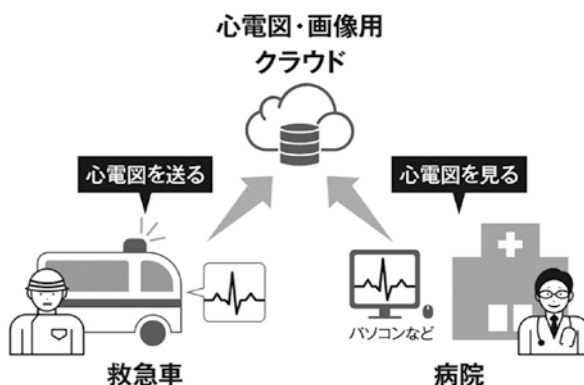 心電図・画像用
クラウド
心電図を送る
心電図を見る
パソコンなど
救急車
病院